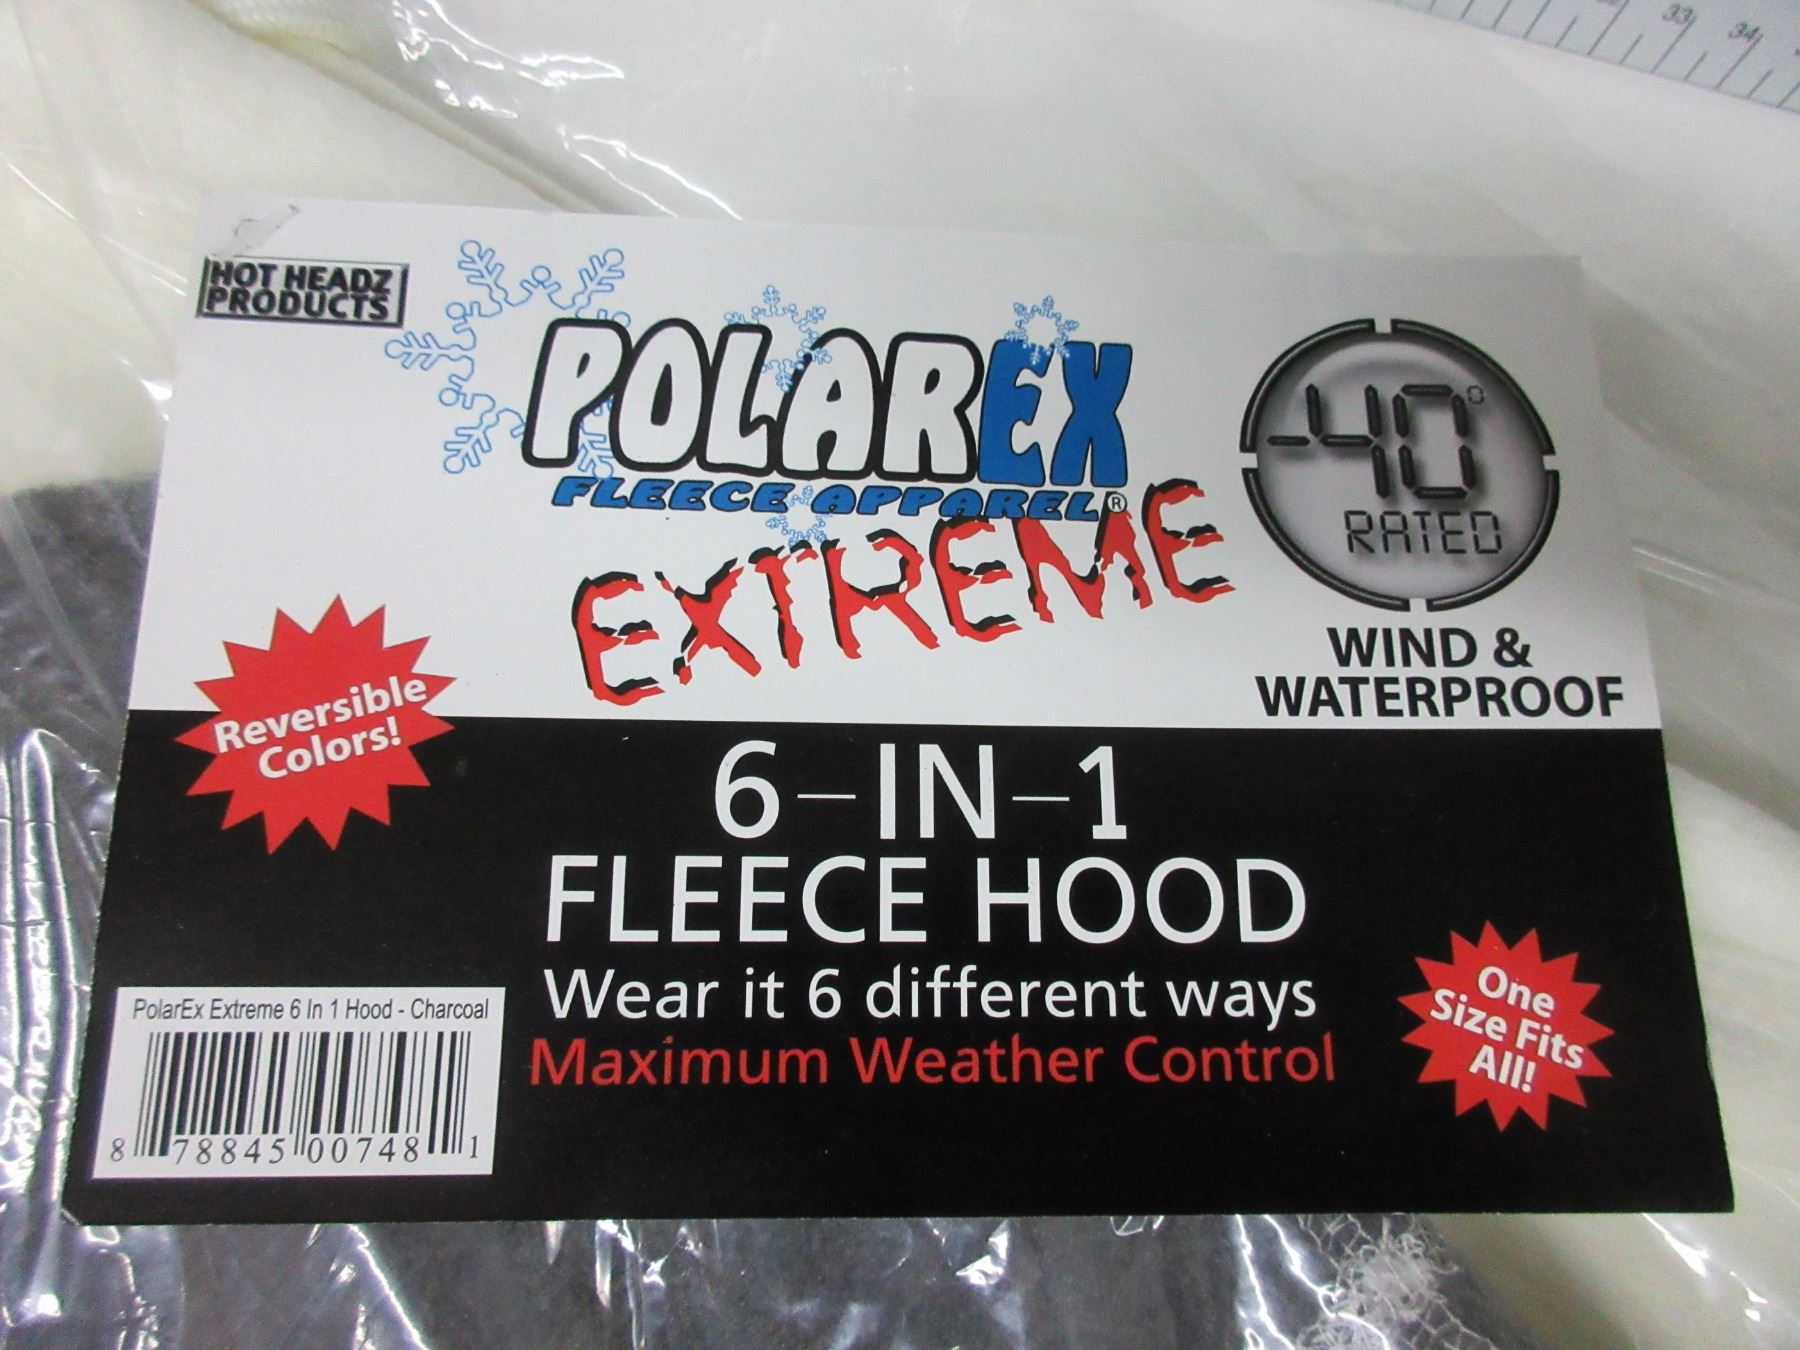 33 34
HOT HEADZ
PRODUCTS
POLAREX
FLEECE APPAREL®
EXTREME
-40°
RATED
WIND &
WATERPROOF
Reversible
Colors!
6-IN-1
FLEECE HOOD
Wear it 6 different ways
Maximum Weather Control
One
Size Fits
All!
PolarEx Extreme 6 In 1 Hood - Charcoal
8 78845 00748 1